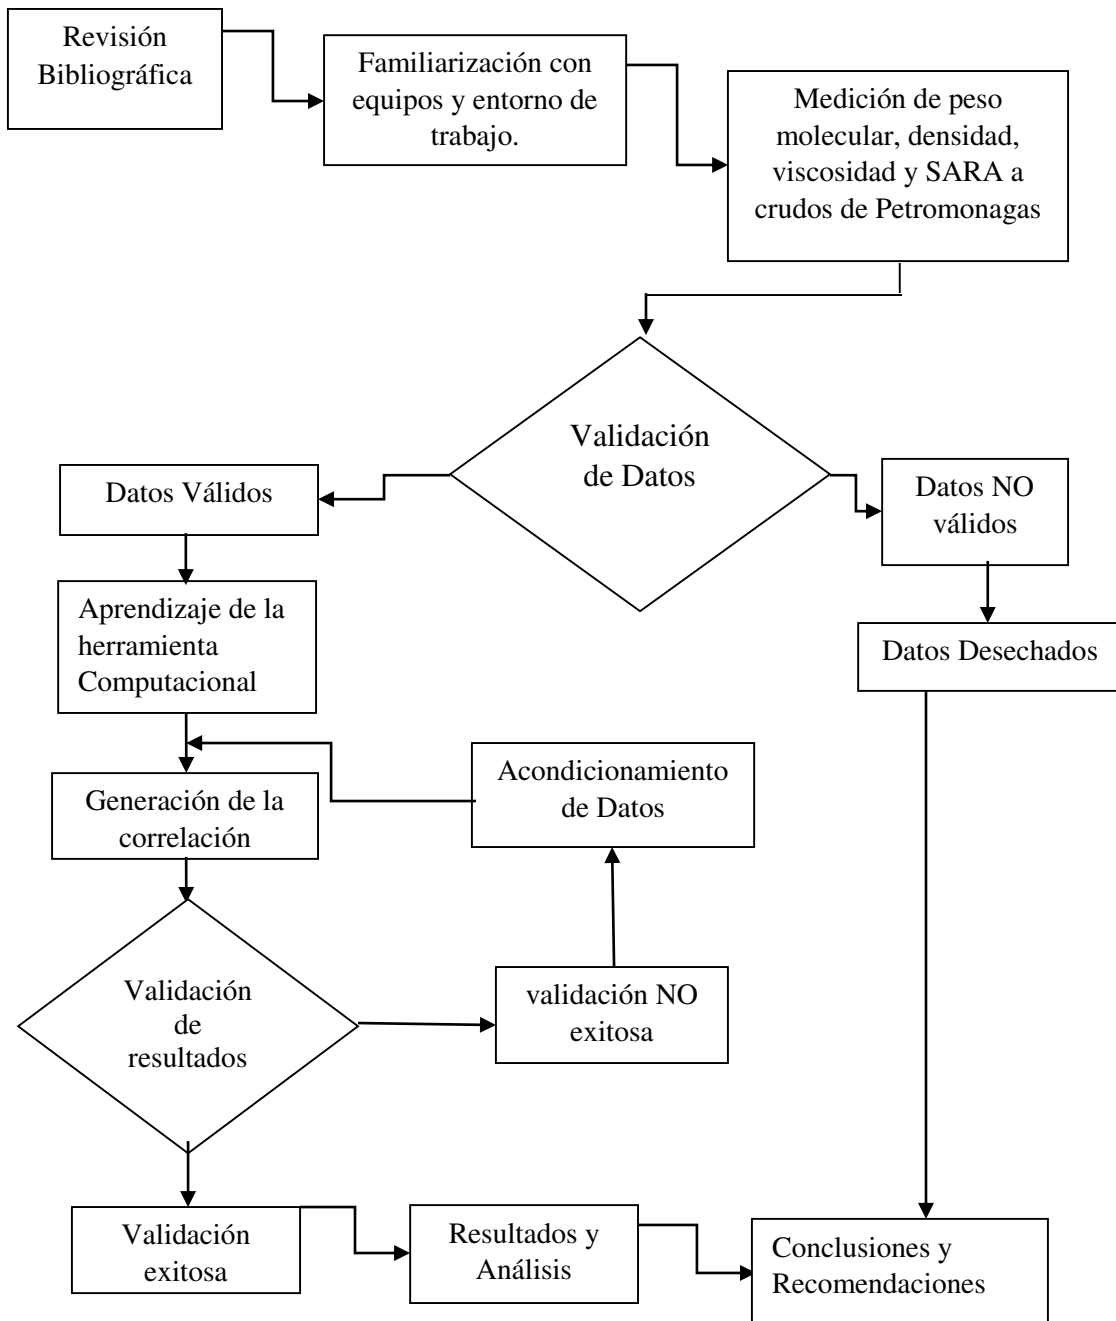 Revisión
Bibliográfica
Familiarización con
equipos y entorno de
trabajo.
Medición de peso
molecular, densidad,
viscosidad y SARA a
crudos de Petromonagas
Validación
de Datos
Datos Válidos
Datos NO
válidos
Aprendizaje de la
herramienta
Computacional
Datos Desechados
Generación de la
correlación
Acondicionamiento
de Datos
Validación
de
resultados
validación NO
exitosa
Validación
exitosa
Resultados y
Análisis
Conclusiones y
Recomendaciones